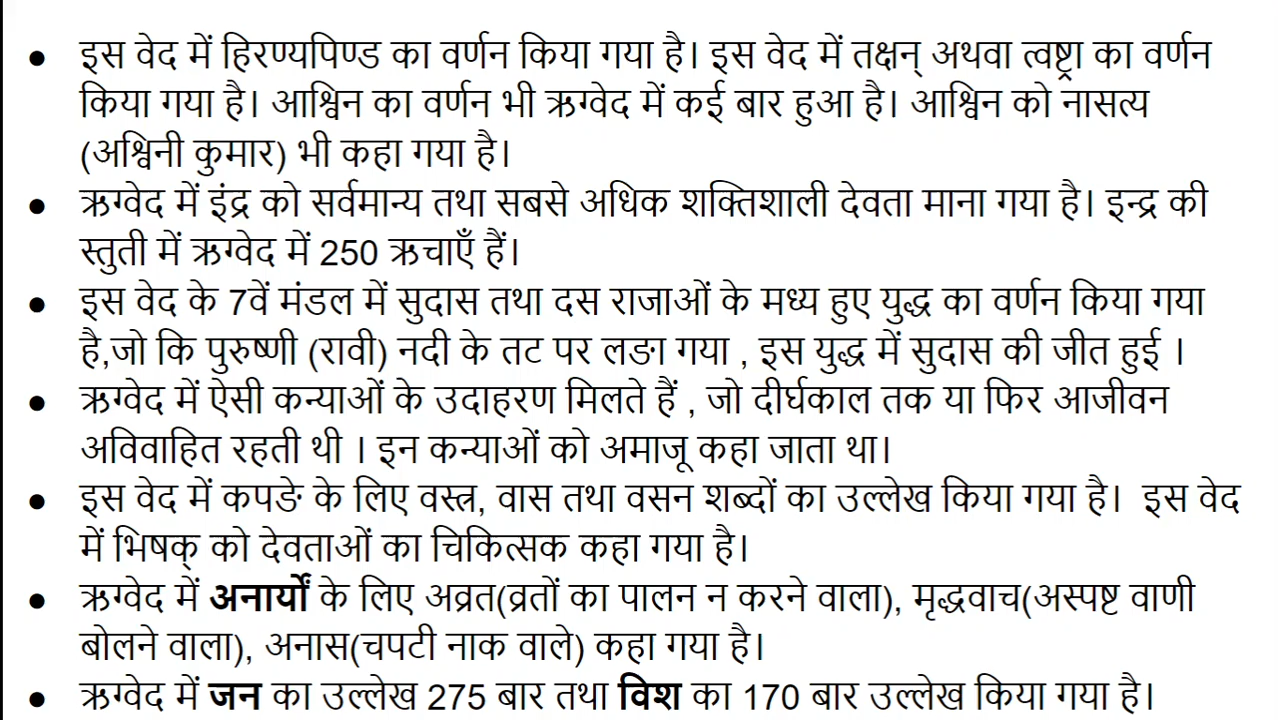 ● इस वेद में हिरण्यपिण्ड का वर्णन किया गया है। इस वेद में तक्षन् अथवा त्वष्ट्रा का वर्णन
किया गया है। आश्विन का वर्णन भी ऋग्वेद में कई बार हुआ है। आश्विन को नासत्य
(अश्विनी कुमार) भी कहा गया है।
● ऋग्वेद में इंद्र को सर्वमान्य तथा सबसे अधिक शक्तिशाली देवता माना गया है। इन्द्र की
स्तुती में ऋग्वेद में 250 ऋचाएँ हैं।
● इस वेद के 7वें मंडल में सुदास तथा दस राजाओं के मध्य हुए युद्ध का वर्णन किया गया
है,जो कि पुरुष्णी (रावी) नदी के तट पर लङा गया , इस युद्ध में सुदास की जीत हुई ।
● ऋग्वेद में ऐसी कन्याओं के उदाहरण मिलते हैं , जो दीर्घकाल तक या फिर आजीवन
अविवाहित रहती थी । इन कन्याओं को अमाजू कहा जाता था।
● इस वेद में कपङे के लिए वस्त्र, वास तथा वसन शब्दों का उल्लेख किया गया है।  इस वेद
में भिषक् को देवताओं का चिकित्सक कहा गया है।
● ऋग्वेद में अनार्यों के लिए अव्रत(व्रतों का पालन न करने वाला), मृद्धवाच(अस्पष्ट वाणी
बोलने वाला), अनास(चपटी नाक वाले) कहा गया है।
● ऋग्वेद में जन का उल्लेख 275 बार तथा विश का 170 बार उल्लेख किया गया है।